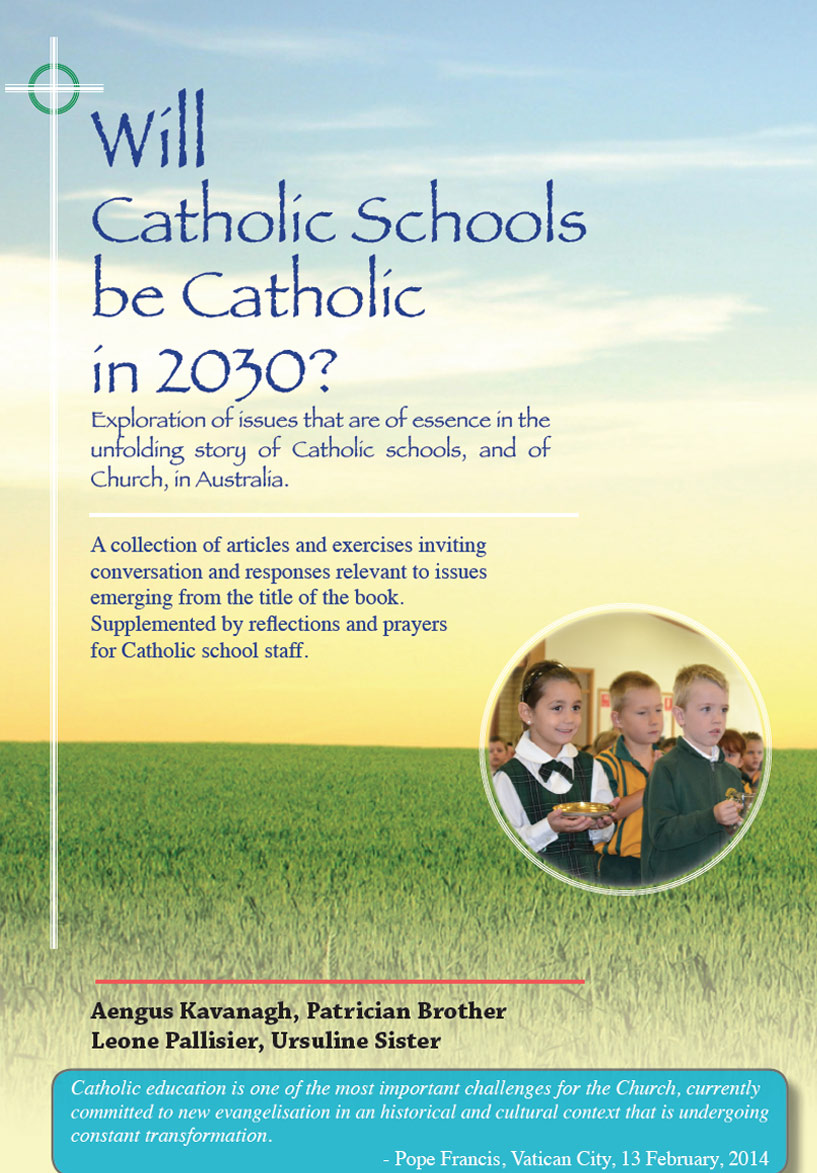 Will
Catholic Schools
be Catholic
in 2030?
Exploration of issues that are of essence in the
unfolding story of Catholic schools, and of
Church, in Australia.
A collection of articles and exercises inviting
conversation and responses relevant to issues
emerging from the title of the book.
Supplemented by reflections and prayers
for Catholic school staff.
Aengus Kavanagh, Patrician Brother
Leone Pallisier, Ursuline Sister
Catholic education is one of the most important challenges for the Church, currently
committed to new evangelisation in an historical and cultural context that is undergoing
constant transformation.
- Pope Francis, Vatican City, 13 February, 2014